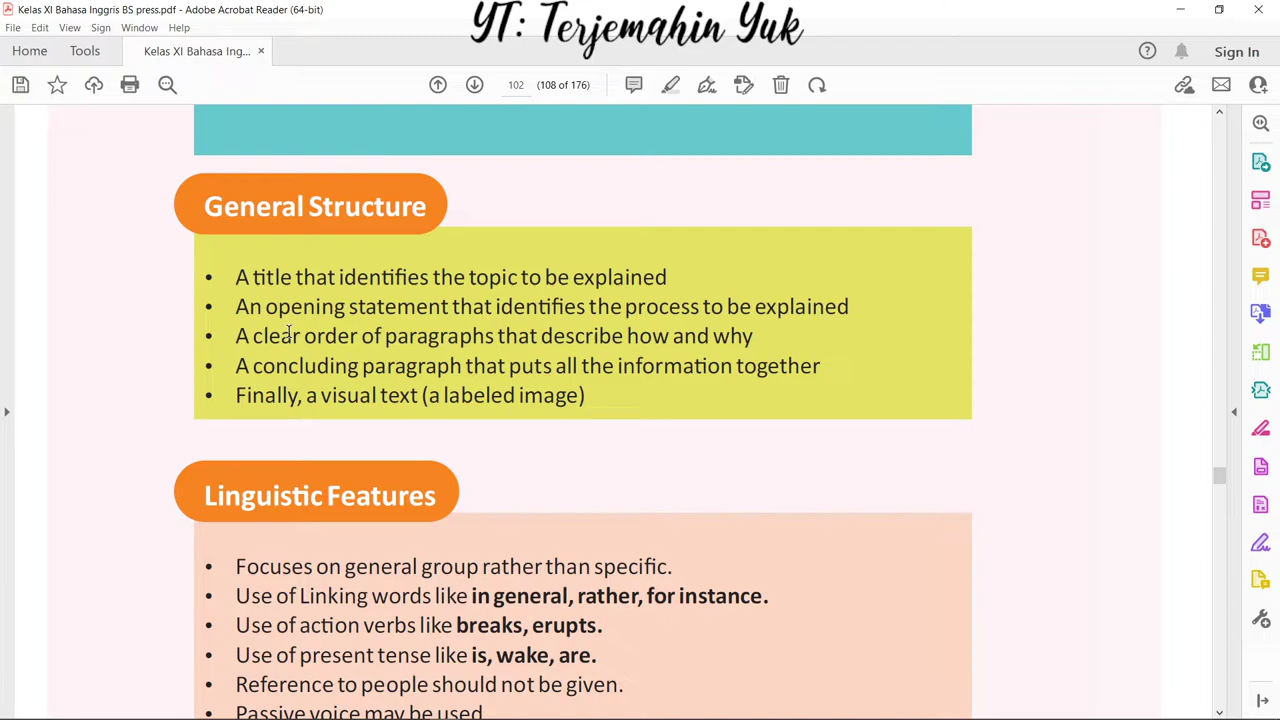 Kelas XI Bahasa Inggris BS press.pdf - Adobe Acrobat Reader (64-bit)
YT: Terjemahin Yuk
File Edit View Sign Window Help
Home Tools Kelas XI Bahasa Ing... × Sign In
102 (108 of 176)
General Structure
• A title that identifies the topic to be explained
• An opening statement that identifies the process to be explained
• A clear order of paragraphs that describe how and why
• A concluding paragraph that puts all the information together
• Finally, a visual text (a labeled image)
Linguistic Features
• Focuses on general group rather than specific.
• Use of Linking words like in general, rather, for instance.
• Use of action verbs like breaks, erupts.
• Use of present tense like is, wake, are.
• Reference to people should not be given.
• Passive voice may be used